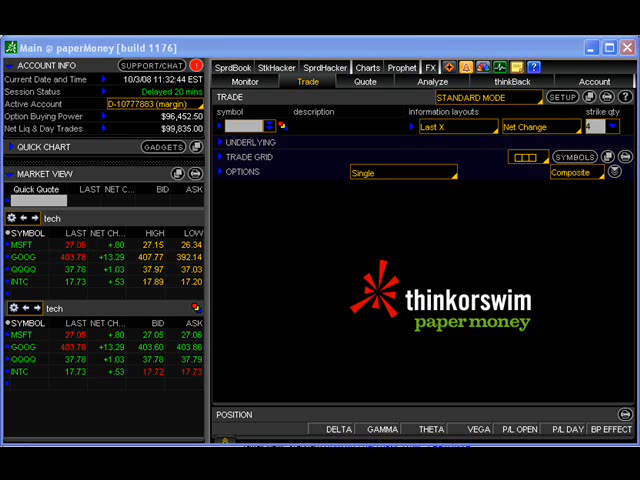 Main @ paperMoney [build 1176]
ACCOUNT INFO SUPPORT/CHAT
Current Date and Time 10/3/08 11:32:44 EST
Session Status Delayed 20 mins
Active Account D-10777883 (margin)
Option Buying Power $96,452.50
Net Liq & Day Trades $99,835.00
QUICK CHART GADGETS
MARKET VIEW
Quick Quote LAST NET C... BID ASK
tech
SYMBOL LAST NET CH... HIGH LOW
MSFT 27.05 +.80 27.15 26.34
GOOG 403.78 +13.29 407.77 392.14
QQQQ 37.78 +1.03 37.97 37.03
INTC 17.73 +.53 17.89 17.20
tech
SYMBOL LAST NET CH... BID ASK
MSFT 27.05 +.80 27.05 27.06
GOOG 403.78 +13.29 403.60 403.86
QQQQ 37.78 +1.03 37.78 37.79
INTC 17.73 +.53 17.72 17.73
SprdBook StkHacker SprdHacker Charts Prophet FX
Monitor Trade Quote Analyze thinkBack Account
TRADE STANDARD MODE SETUP
symbol description information layouts strike qty
Last X Net Change 4
UNDERLYING
TRADE GRID SYMBOLS
OPTIONS Single Composite
thinkorswim
paper money
POSITION
DELTA GAMMA THETA VEGA P/L OPEN P/L DAY BP EFFECT